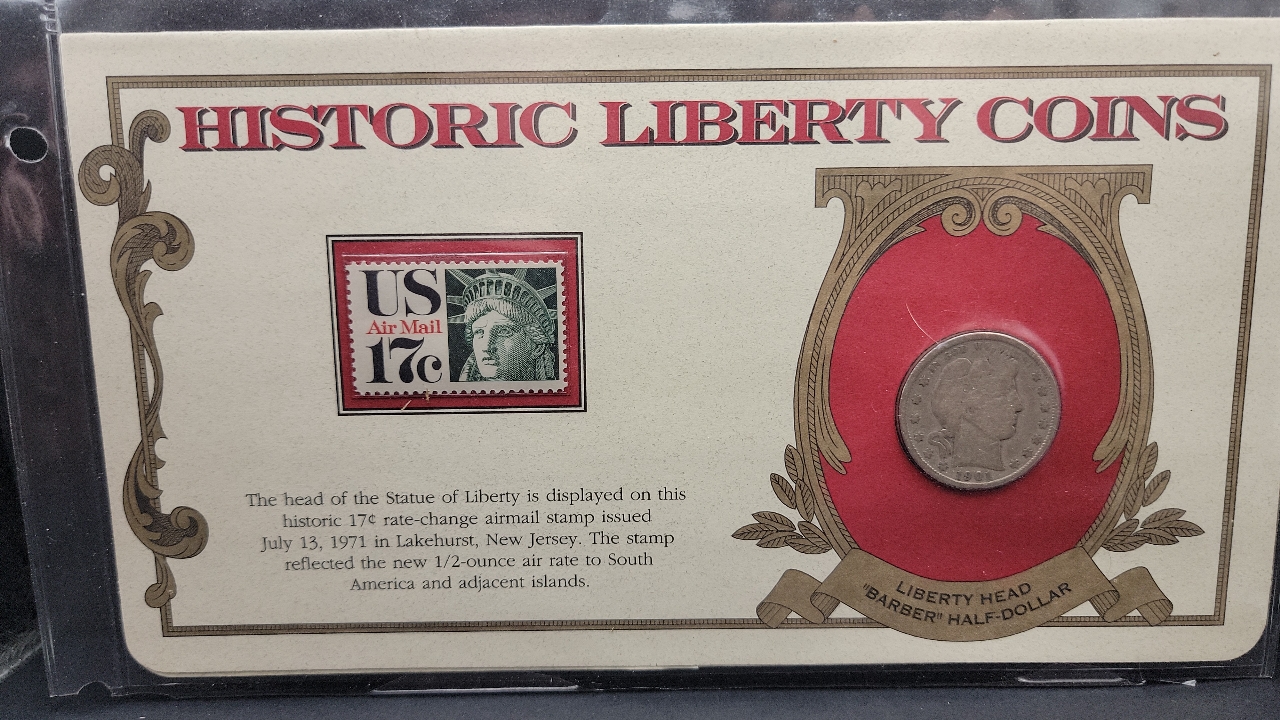 HISTORIC LIBERTY COINS
US
Air Mail
17c
The head of the Statue of Liberty is displayed on this
historic 17¢ rate-change airmail stamp issued
July 13, 1971 in Lakehurst, New Jersey. The stamp
reflected the new 1/2-ounce air rate to South
America and adjacent islands.
1901
LIBERTY HEAD
"BARBER" HALF-DOLLAR